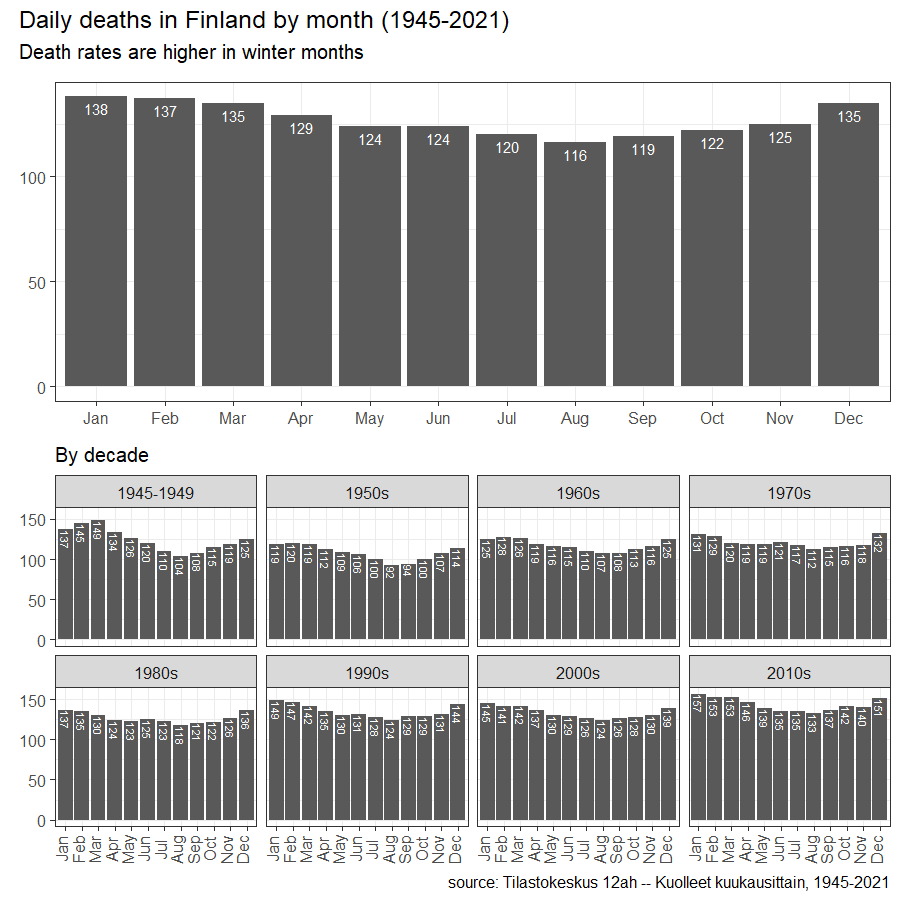 Daily deaths in Finland by month (1945-2021)
Death rates are higher in winter months
138 137 135 129 124 124 120 116 119 122 125 135
100
50
0
Jan Feb Mar Apr May Jun Jul Aug Sep Oct Nov Dec
By decade
1945-1949 1950s 1960s 1970s
150
100
50
0
137 145 149 134 126 120 110 104 108 115 119 125
119 120 119 112 109 106 100 92 94 100 107 114
125 128 126 119 116 115 110 107 108 113 116 125
131 129 120 119 119 121 117 112 115 116 118 132
1980s 1990s 2000s 2010s
150
100
50
0
137 135 130 124 123 125 123 118 121 122 126 136
149 147 142 135 130 131 128 124 129 129 131 144
145 141 142 137 130 129 126 124 126 128 130 139
157 153 153 146 139 135 135 133 137 142 140 151
Jan Feb Mar Apr May Jun Jul Aug Sep Oct Nov Dec
Jan Feb Mar Apr May Jun Jul Aug Sep Oct Nov Dec
Jan Feb Mar Apr May Jun Jul Aug Sep Oct Nov Dec
Jan Feb Mar Apr May Jun Jul Aug Sep Oct Nov Dec
source: Tilastokeskus 12ah -- Kuolleet kuukausittain, 1945-2021